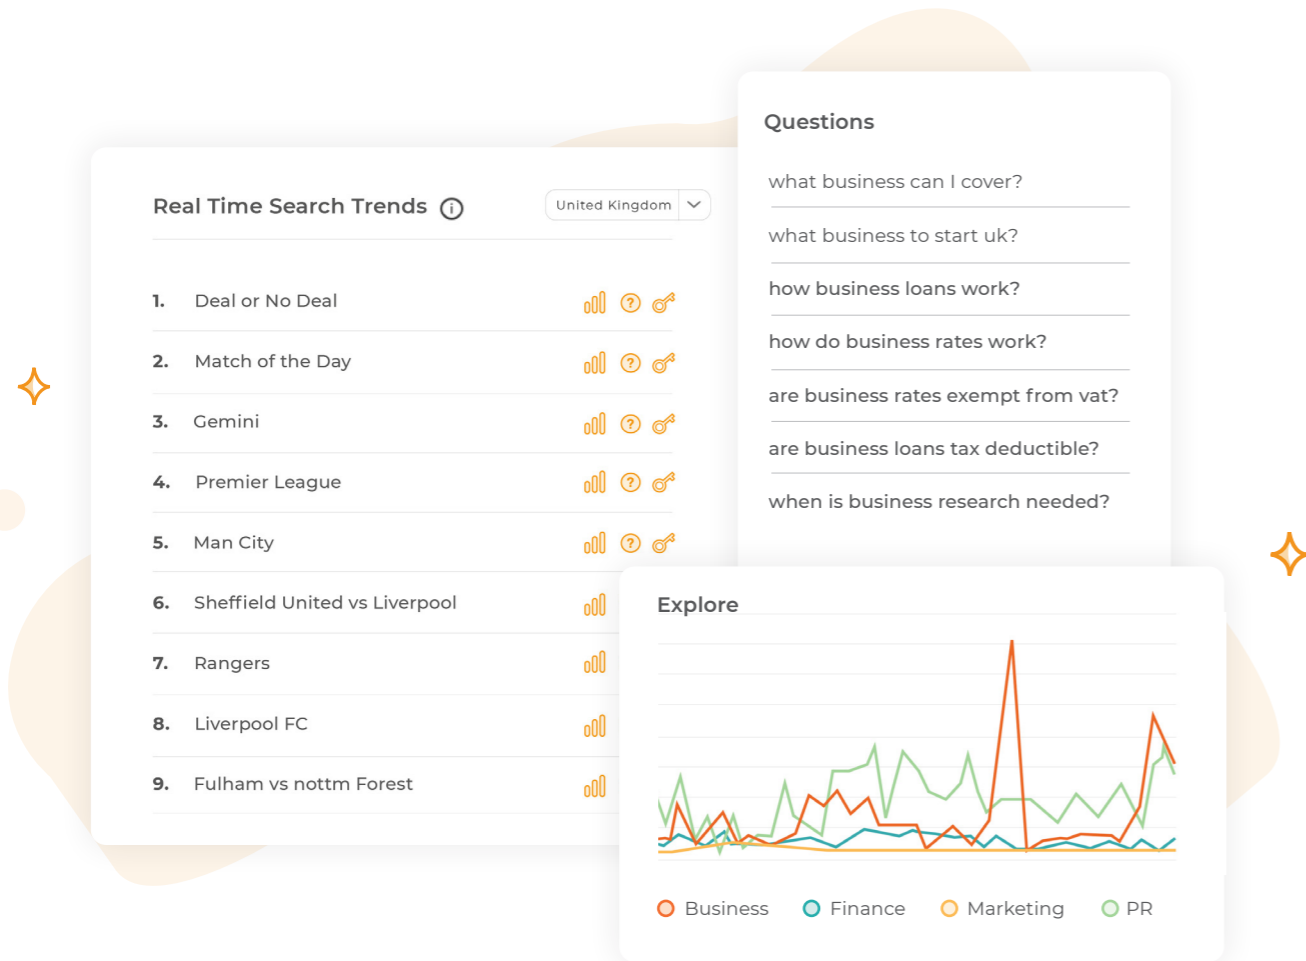 Real Time Search Trends
United Kingdom
1. Deal or No Deal
2. Match of the Day
3. Gemini
4. Premier League
5. Man City
6. Sheffield United vs Liverpool
7. Rangers
8. Liverpool FC
9. Fulham vs nottm Forest
Questions
what business can I cover?
what business to start uk?
how business loans work?
how do business rates work?
are business rates exempt from vat?
are business loans tax deductible?
when is business research needed?
Explore
Business Finance Marketing PR